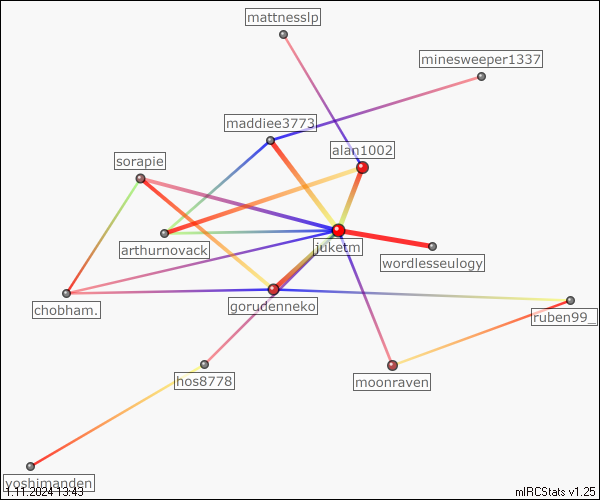 mattnesslp
minesweeper1337
maddiee3773
alan1002
sorapie
arthurnovack
juketm
wordlesseulogy
chobham.
gorudenneko
ruben99_
hos8778
moonraven
yoshimanden
1.11.2024 13:43
mIRCStats v1.25